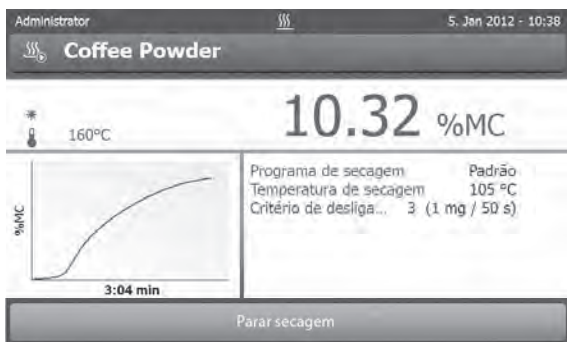 Administrator
5. Jan 2012 - 10:38
Coffee Powder
160°C
10.32 %MC
%MC
3:04 min
Programa de secagem Padrão
Temperatura de secagem 105 °C
Critério de desliga... 3 (1 mg / 50 s)
Parar secagem